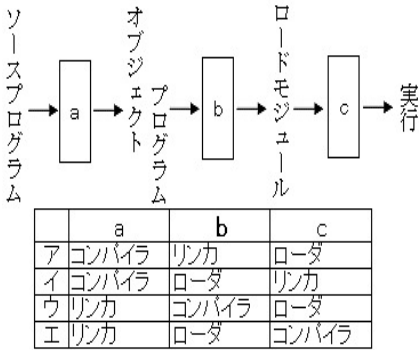 ソースプログラム
a
オブジェクト
プログラム
b
ロードモジュール
c
実行
a b c
ア コンパイラ リンカ ローダ
イ コンパイラ ローダ リンカ
ウ リンカ コンパイラ ローダ
エ リンカ ローダ コンパイラ